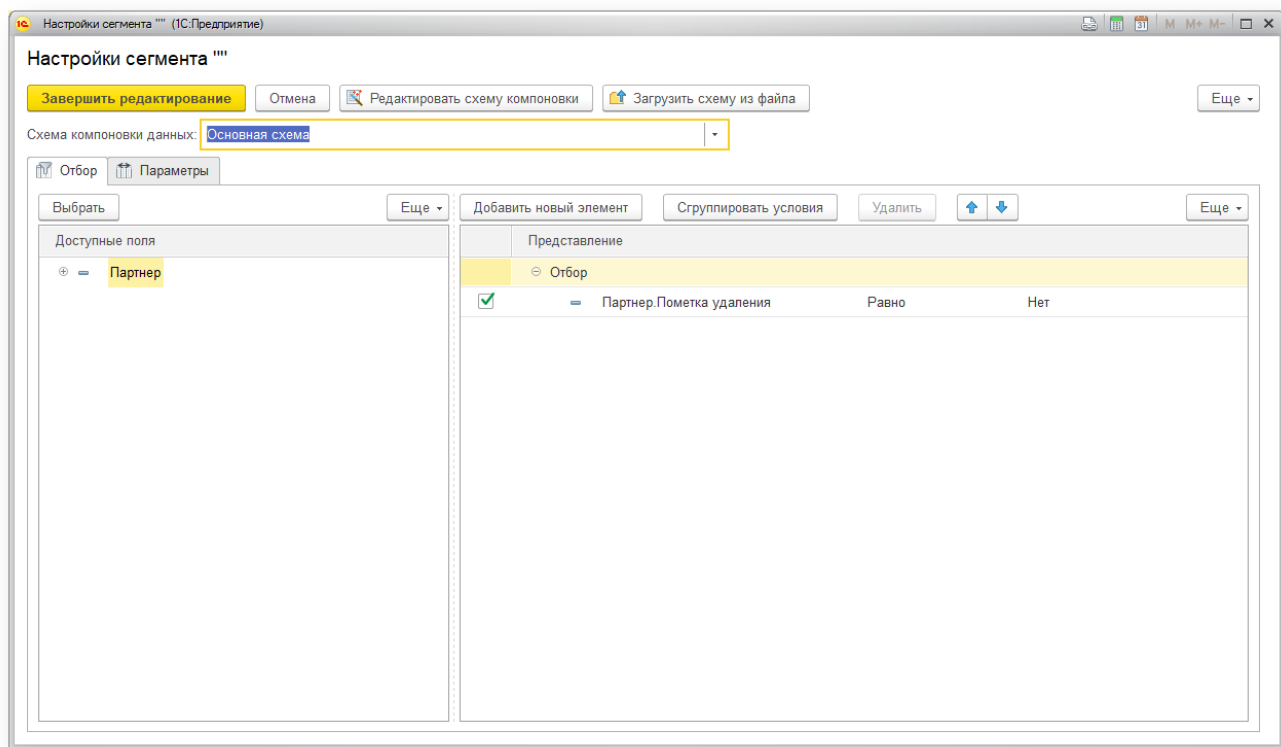 Настройки сегмента "" (1С:Предприятие) 31 M M+ M-
Настройки сегмента ""
Завершить редактирование Отмена Редактировать схему компоновки Загрузить схему из файла Еще
Схема компоновки данных: Основная схема
Отбор Параметры
Выбрать Еще Добавить новый элемент Сгруппировать условия Удалить Еще
Доступные поля Представление
Партнер Отбор
Партнер.Пометка удаления Равно Нет